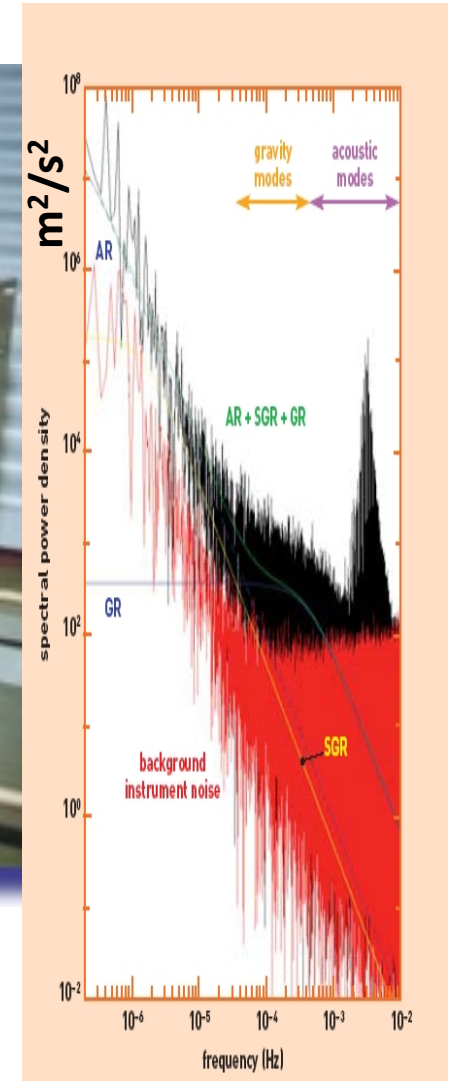 m²/s²
spectral power density
10⁸
10⁶
10⁴
10²
10⁰
10⁻²
gravity
modes
acoustic
modes
AR
AR + SGR + GR
GR
SGR
background
instrument noise
10⁻⁶
10⁻⁵
10⁻⁴
10⁻³
10⁻²
frequency (Hz)